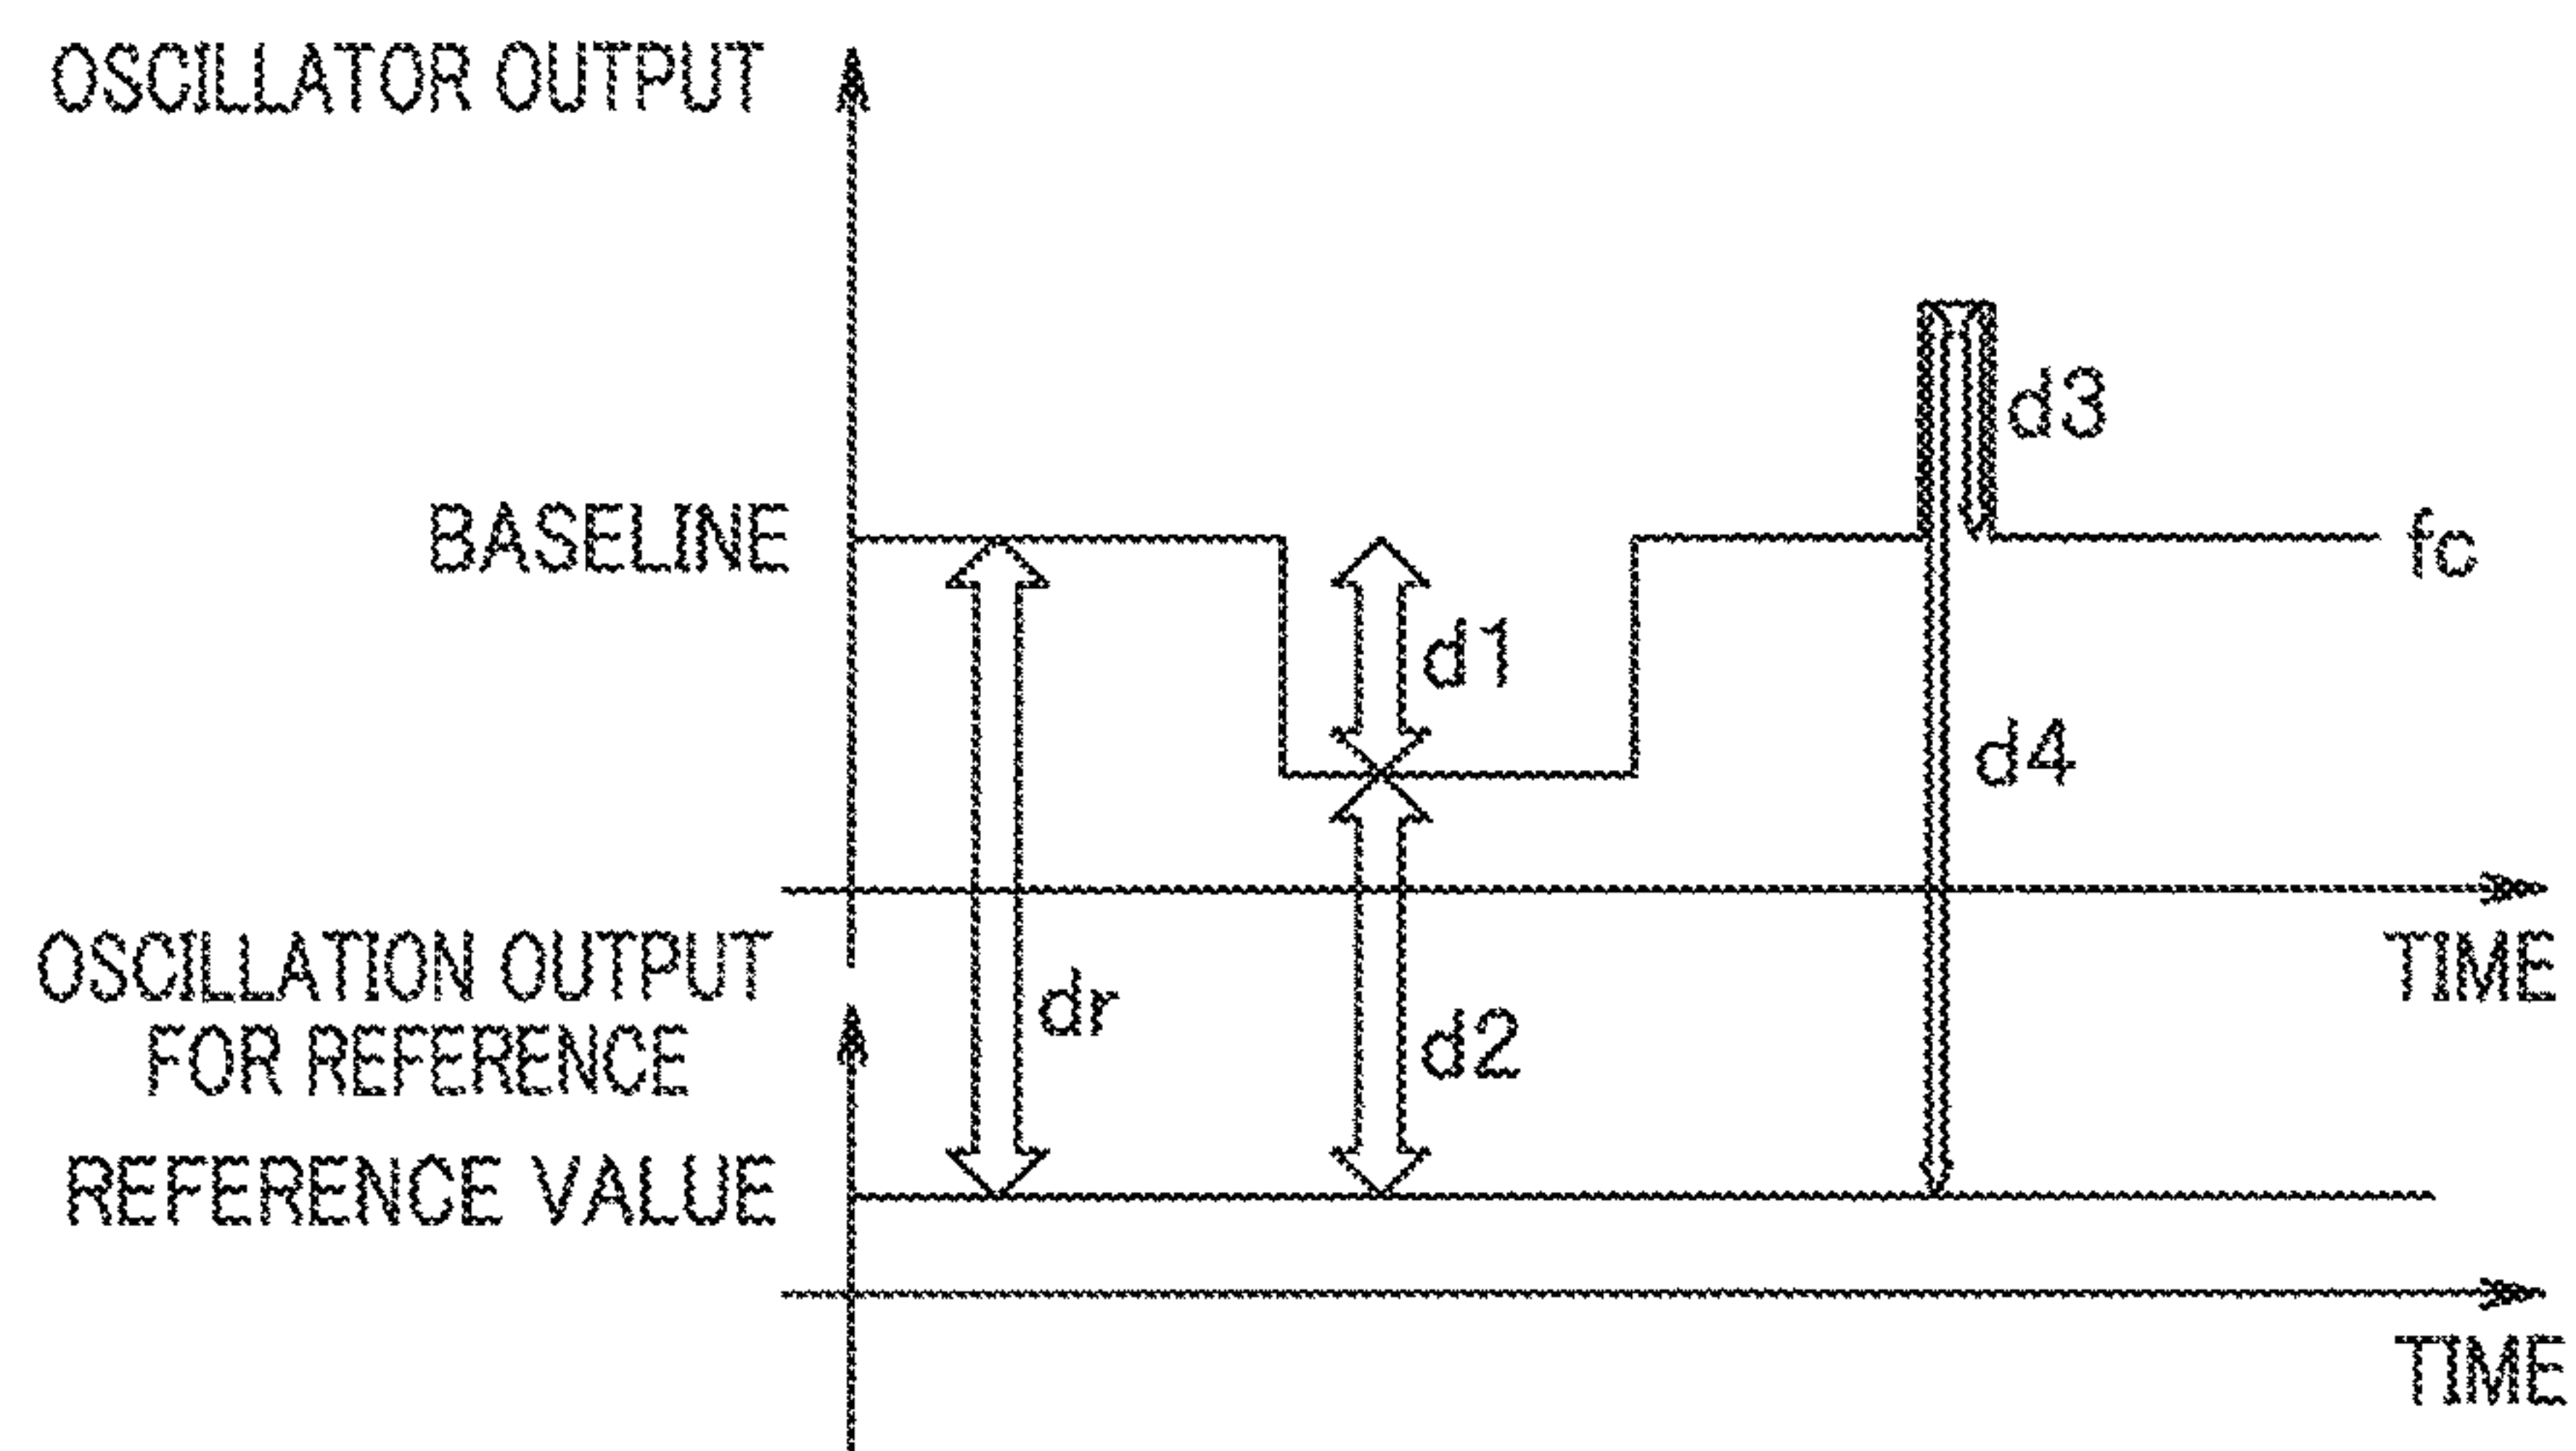 OSCILLATOR OUTPUT
d3
BASELINE
fc
d1
d4
OSCILLATION OUTPUT
FOR REFERENCE
TIME
dr
d2
REFERENCE VALUE
TIME